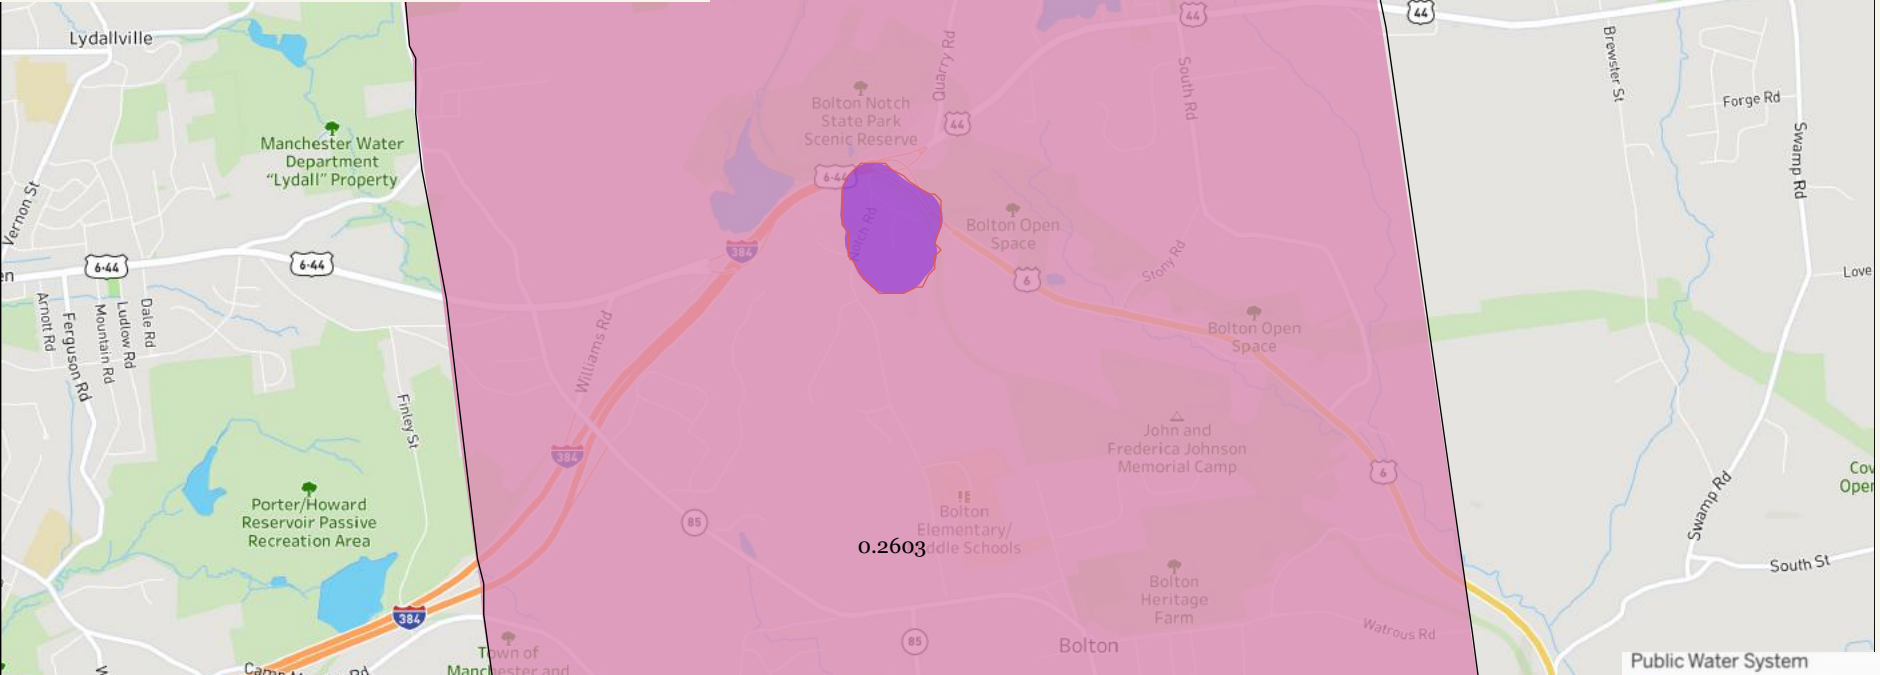 Lydallville
Manchester Water
Department
“Lydall” Property
Vernon St
6·44
6·44
Arnott Rd
Ferguson Rd
Mountain Rd
Ludlow Rd
Dale Rd
Finley St
Porter/Howard
Reservoir Passive
Recreation Area
384
Town of
Manchester and
Bolton Notch
State Park
Scenic Reserve
Quarry Rd
44
44
44
South Rd
6·44
Notch Rd
384
Williams Rd
384
85
Bolton Open
Space
6
Stony Rd
Bolton Open
Space
John and
Frederica Johnson
Memorial Camp
6
Bolton
Elementary/
ddle Schools
0.2603
Bolton
Heritage
Farm
85
Bolton
Watrous Rd
Brewster St
Forge Rd
Swamp Rd
Love
Swamp Rd
South St
Public Water System